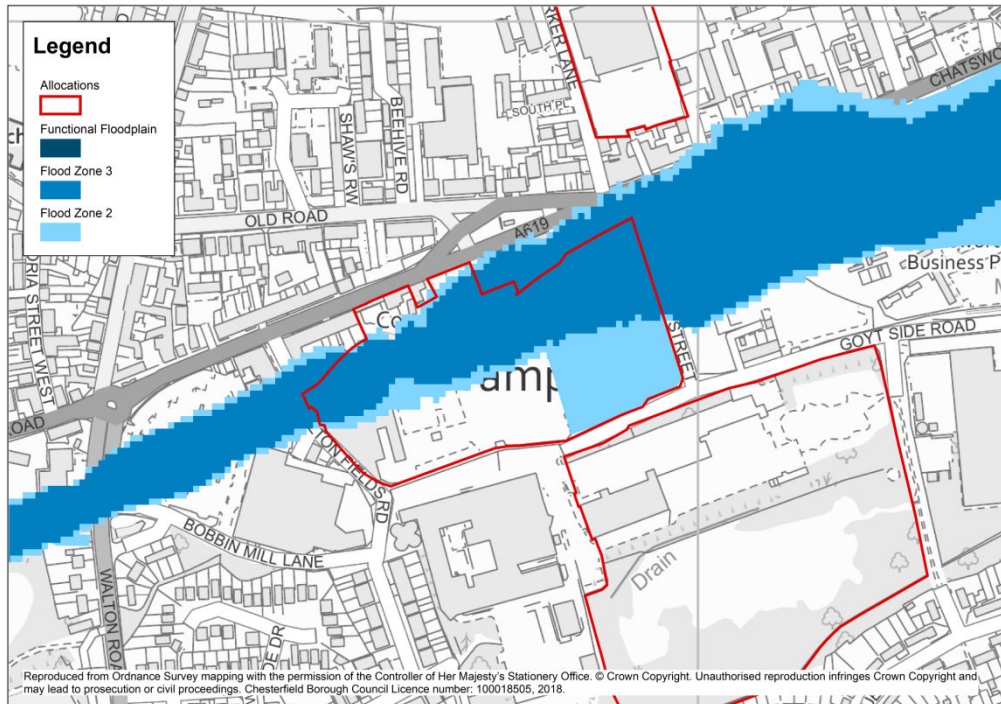 Legend
Allocations
Functional Floodplain
Flood Zone 3
Flood Zone 2
SOUTH PL
CHATSWO
SHAW'S RW
BEEHIVE RD
OLD ROAD
A619
RIA STREET WEST
Business P
STREET
GOYT SIDE ROAD
Co
amp
ROAD
TON FIELDS RD
BOBBIN MILL LANE
WALTON ROAD
DE DR
Drain
Reproduced from Ordnance Survey mapping with the permission of the Controller of Her Majesty's Stationery Office. © Crown Copyright. Unauthorised reproduction infringes Crown Copyright and
may lead to prosecution or civil proceedings. Chesterfield Borough Council Licence number: 100018505, 2018.